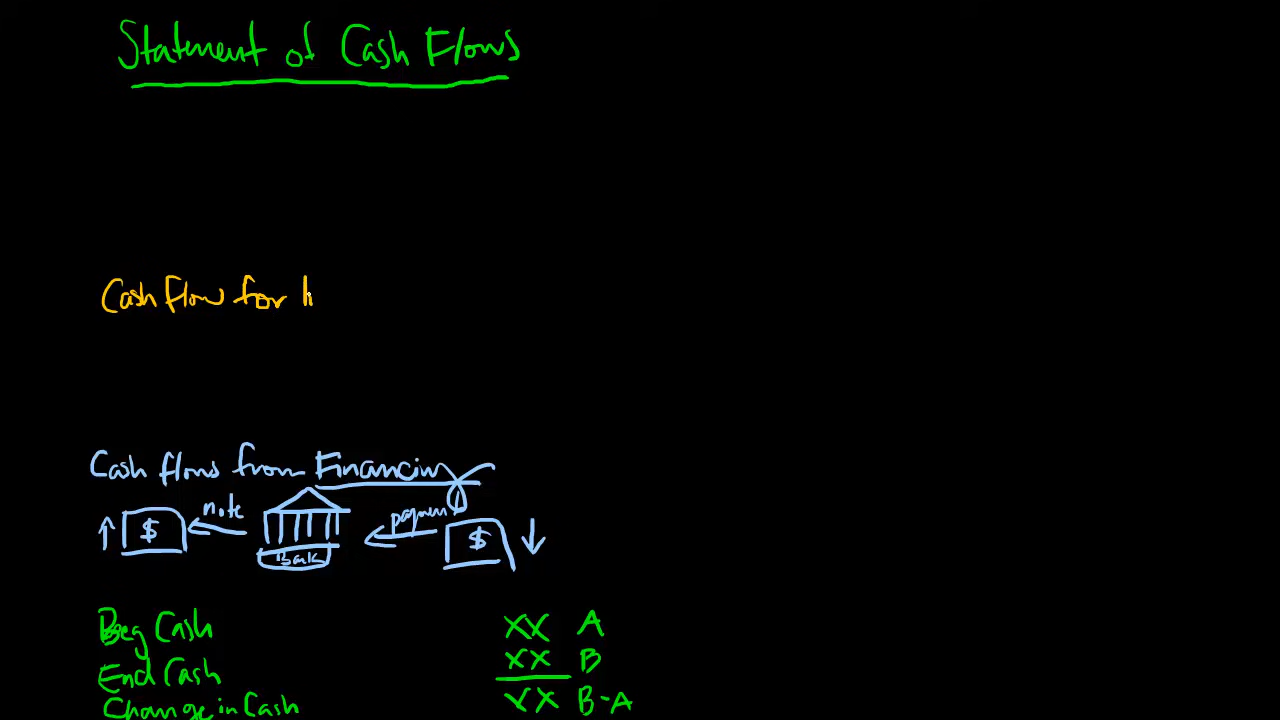 Statement of Cash Flows
Cash flow for
Cash flows from Financing
↑ $ note Bank paymen $ ↓
Beg Cash XX A
End Cash XX B
Change in Cash XX B-A